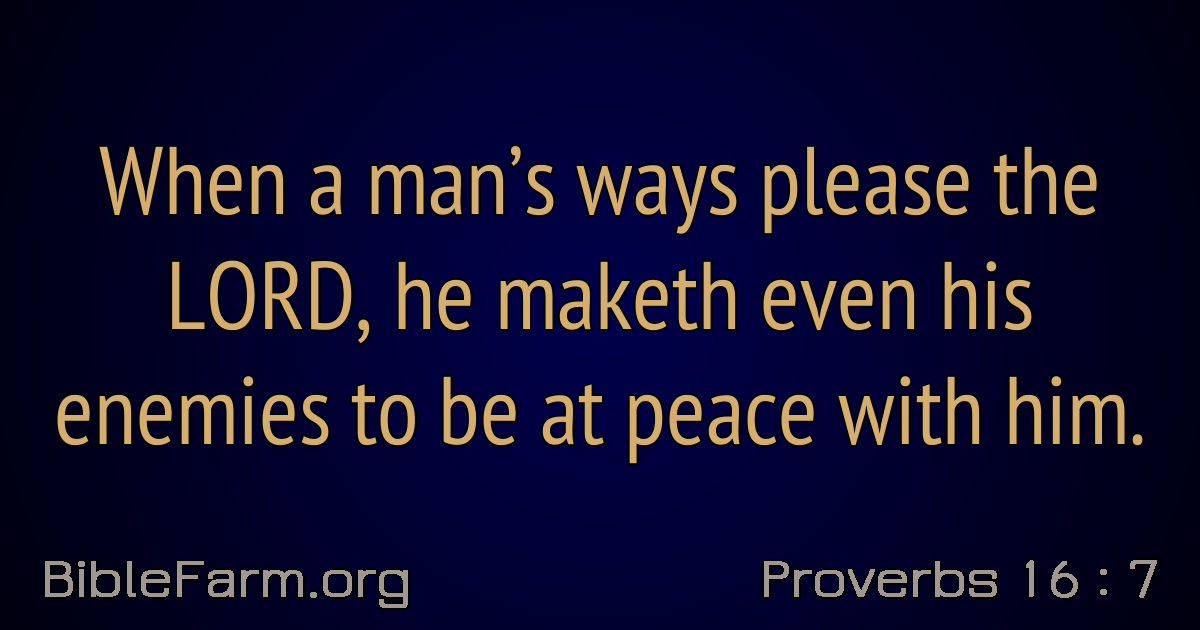 When a man’s ways please the
LORD, he maketh even his
enemies to be at peace with him.
BibleFarm.org
Proverbs 16 : 7